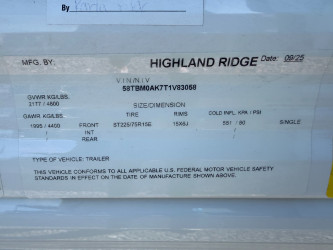 By
MFG. BY: HIGHLAND RIDGE Date: 09/25
V.I.N./N.I.V
58TBM0AK7T1V83058
GVWR KG/LBS.
2177 / 4800
SIZE/DIMENSION
GAWR KG/LBS. TIRE RIMS COLD INFL. KPA / PSI
1996 / 4400 FRONT ST225/75R15E 15X6J 551 / 80 SINGLE
/ INT
/ REAR
TYPE OF VEHICLE: TRAILER
THIS VEHICLE CONFORMS TO ALL APPLICABLE U.S. FEDERAL MOTOR VEHICLE SAFETY
STANDARDS IN EFFECT ON THE DATE OF MANUFACTURE SHOWN ABOVE.